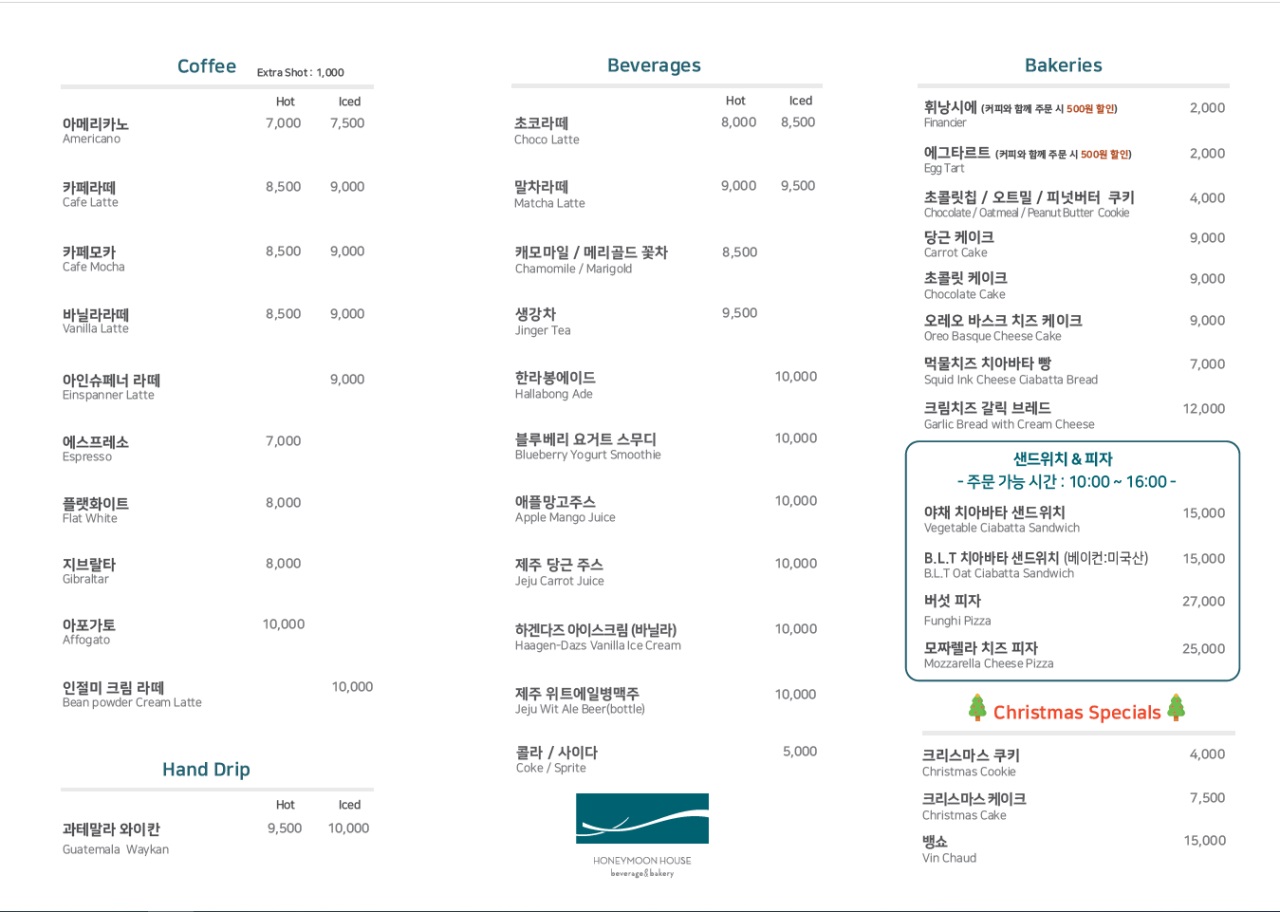 Coffee Extra Shot : 1,000
Hot Iced
아메리카노 7,000 7,500
Americano
카페라떼 8,500 9,000
Cafe Latte
카페모카 8,500 9,000
Cafe Mocha
바닐라라떼 8,500 9,000
Vanilla Latte
아인슈페너 라떼 9,000
Einspanner Latte
에스프레소 7,000
Espresso
플랫화이트 8,000
Flat White
지브랄타 8,000
Gibraltar
아포가토 10,000
Affogato
인절미 크림 라떼 10,000
Bean powder Cream Latte
Hand Drip
Hot Iced
과테말라 와이칸 9,500 10,000
Guatemala Waykan
Beverages
Hot Iced
초코라떼 8,000 8,500
Choco Latte
말차라떼 9,000 9,500
Matcha Latte
캐모마일 / 메리골드 꽃차 8,500
Chamomile / Marigold
생강차 9,500
Jinger Tea
한라봉에이드 10,000
Hallabong Ade
블루베리 요거트 스무디 10,000
Blueberry Yogurt Smoothie
애플망고주스 10,000
Apple Mango Juice
제주 당근 주스 10,000
Jeju Carrot Juice
하겐다즈 아이스크림 (바닐라) 10,000
Haagen-Dazs Vanilla Ice Cream
제주 위트에일병맥주 10,000
Jeju Wit Ale Beer(bottle)
콜라 / 사이다 5,000
Coke / Sprite
HONEYMOON HOUSE
beverage & bakery
Bakeries
휘낭시에 (커피와 함께 주문 시 500원 할인) 2,000
Financier
에그타르트 (커피와 함께 주문 시 500원 할인) 2,000
Egg Tart
초콜릿칩 / 오트밀 / 피넛버터 쿠키 4,000
Chocolate / Oatmeal / Peanut Butter Cookie
당근 케이크 9,000
Carrot Cake
초콜릿 케이크 9,000
Chocolate Cake
오레오 바스크 치즈 케이크 9,000
Oreo Basque Cheese Cake
먹물치즈 치아바타 빵 7,000
Squid Ink Cheese Ciabatta Bread
크림치즈 갈릭 브레드 12,000
Garlic Bread with Cream Cheese
샌드위치 & 피자
- 주문 가능 시간 : 10:00 ~ 16:00 -
야채 치아바타 샌드위치 15,000
Vegetable Ciabatta Sandwich
B.L.T 치아바타 샌드위치 (베이컨:미국산) 15,000
B.L.T Oat Ciabatta Sandwich
버섯 피자 27,000
Funghi Pizza
모짜렐라 치즈 피자 25,000
Mozzarella Cheese Pizza
Christmas Specials
크리스마스 쿠키 4,000
Christmas Cookie
크리스마스 케이크 7,500
Christmas Cake
뱅쇼 15,000
Vin Chaud